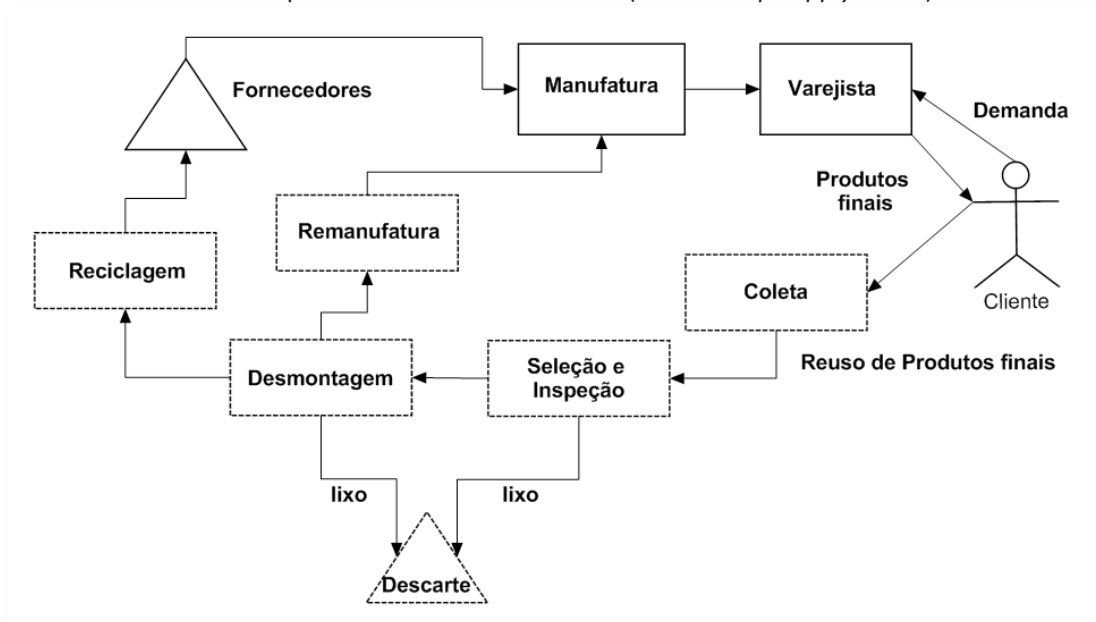 Fornecedores
Manufatura
Varejista
Demanda
Produtos
finais
Remanufatura
Reciclagem
Coleta
Cliente
Reuso de Produtos finais
Seleção e
Inspeção
Desmontagem
lixo
lixo
Descarte